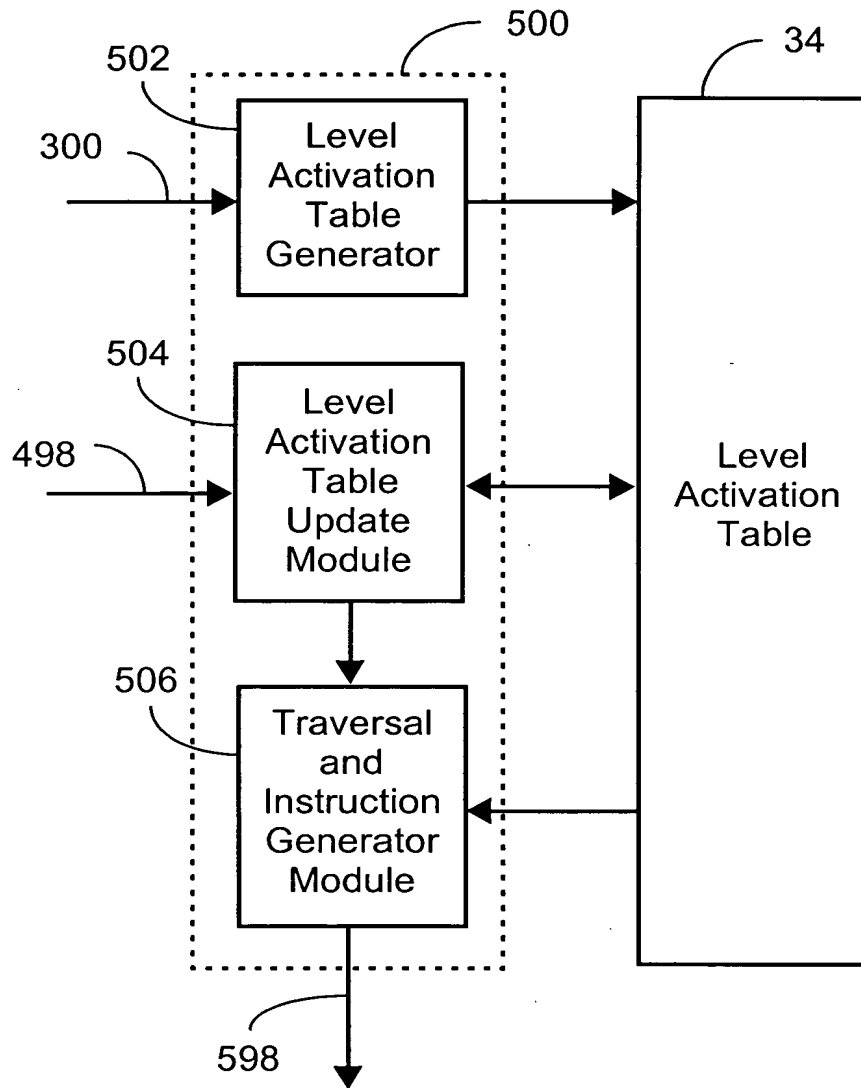 500
502
34
Level
Activation
Table
Generator
300
504
Level
Activation
Table
Update
Module
498
Level
Activation
Table
506
Traversal
and
Instruction
Generator
Module
598